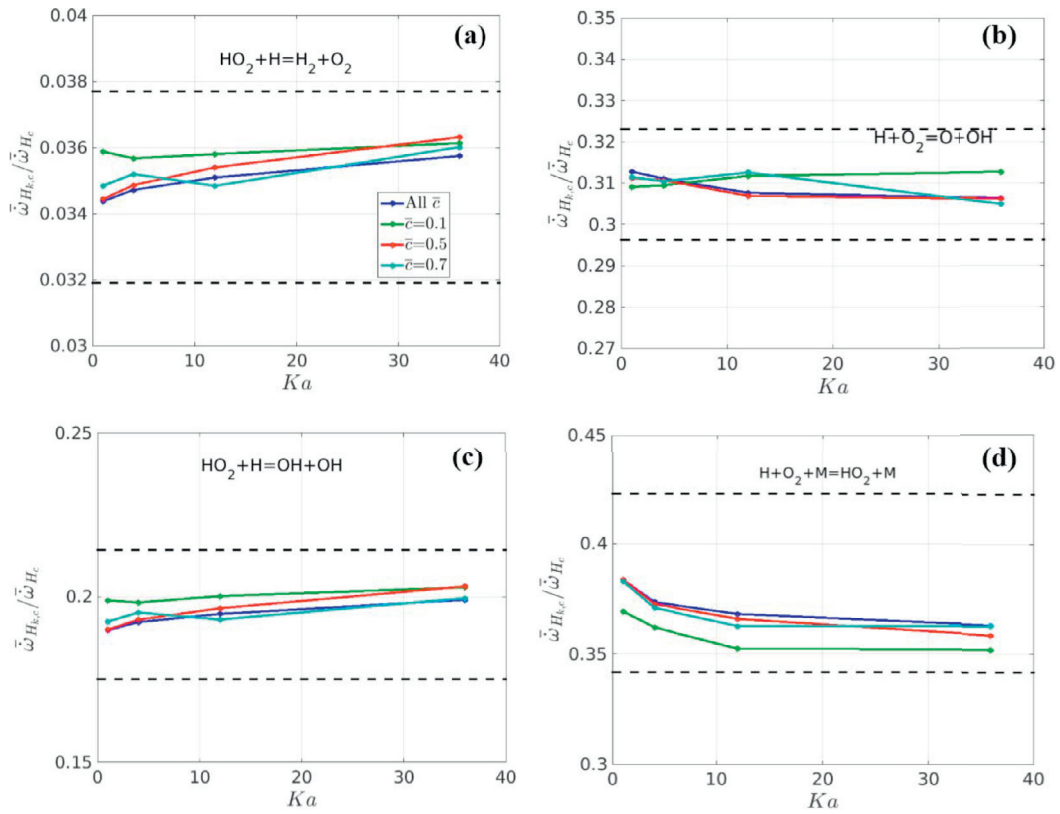 (a)
HO2+H=H2+O2
0.04
0.038
0.036
0.034
0.032
0.03
ω̄̇Hk,c/ω̄̇Hc
All c̄
c̄=0.1
c̄=0.5
c̄=0.7
0 10 20 30 40
Ka
(b)
H+O2=O+OH
0.35
0.34
0.33
0.32
0.31
0.3
0.29
0.28
0.27
ω̄̇Hk,c/ω̄̇Hc
0 10 20 30 40
Ka
(c)
HO2+H=OH+OH
0.25
0.2
0.15
ω̄̇Hk,c/ω̄̇Hc
0 10 20 30 40
Ka
(d)
H+O2+M=HO2+M
0.45
0.4
0.35
0.3
ω̄̇Hk,c/ω̄̇Hc
0 10 20 30 40
Ka